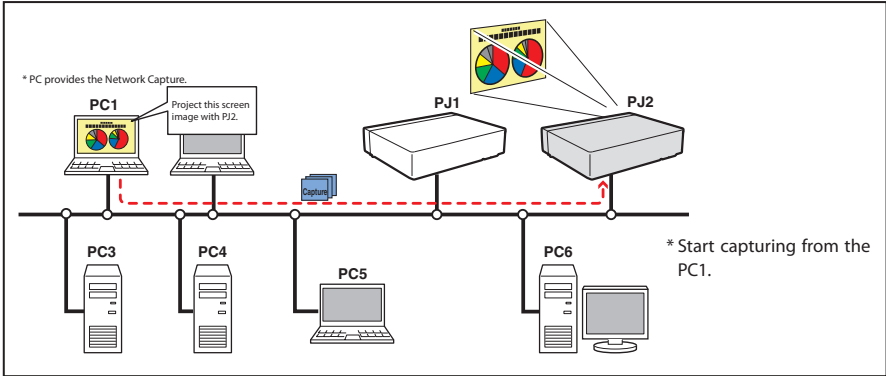 * PC provides the Network Capture.
PC1
Project this screen
image with PJ2.
PJ1
PJ2
Capture
PC3
PC4
PC5
PC6
* Start capturing from the
PC1.